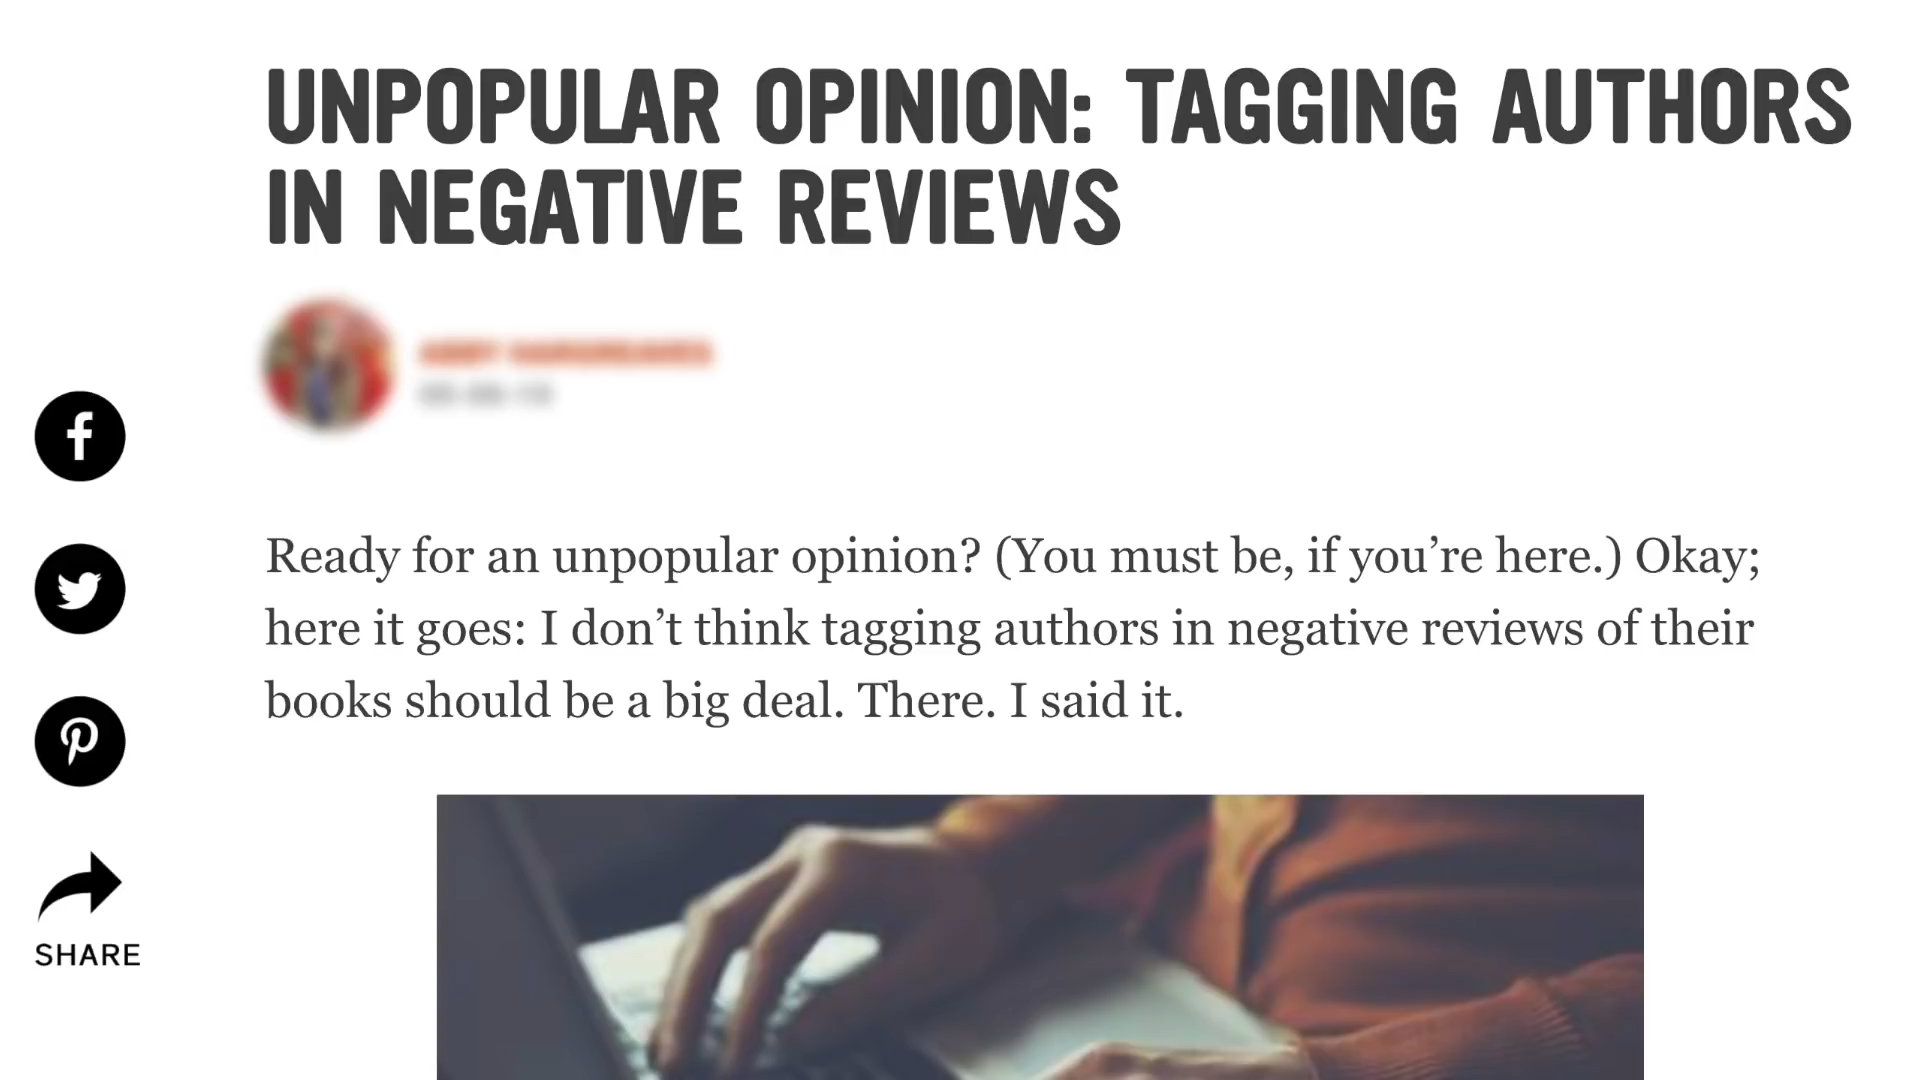 UNPOPULAR OPINION: TAGGING AUTHORS
IN NEGATIVE REVIEWS
Ready for an unpopular opinion? (You must be, if you’re here.) Okay;
here it goes: I don’t think tagging authors in negative reviews of their
books should be a big deal. There. I said it.
SHARE